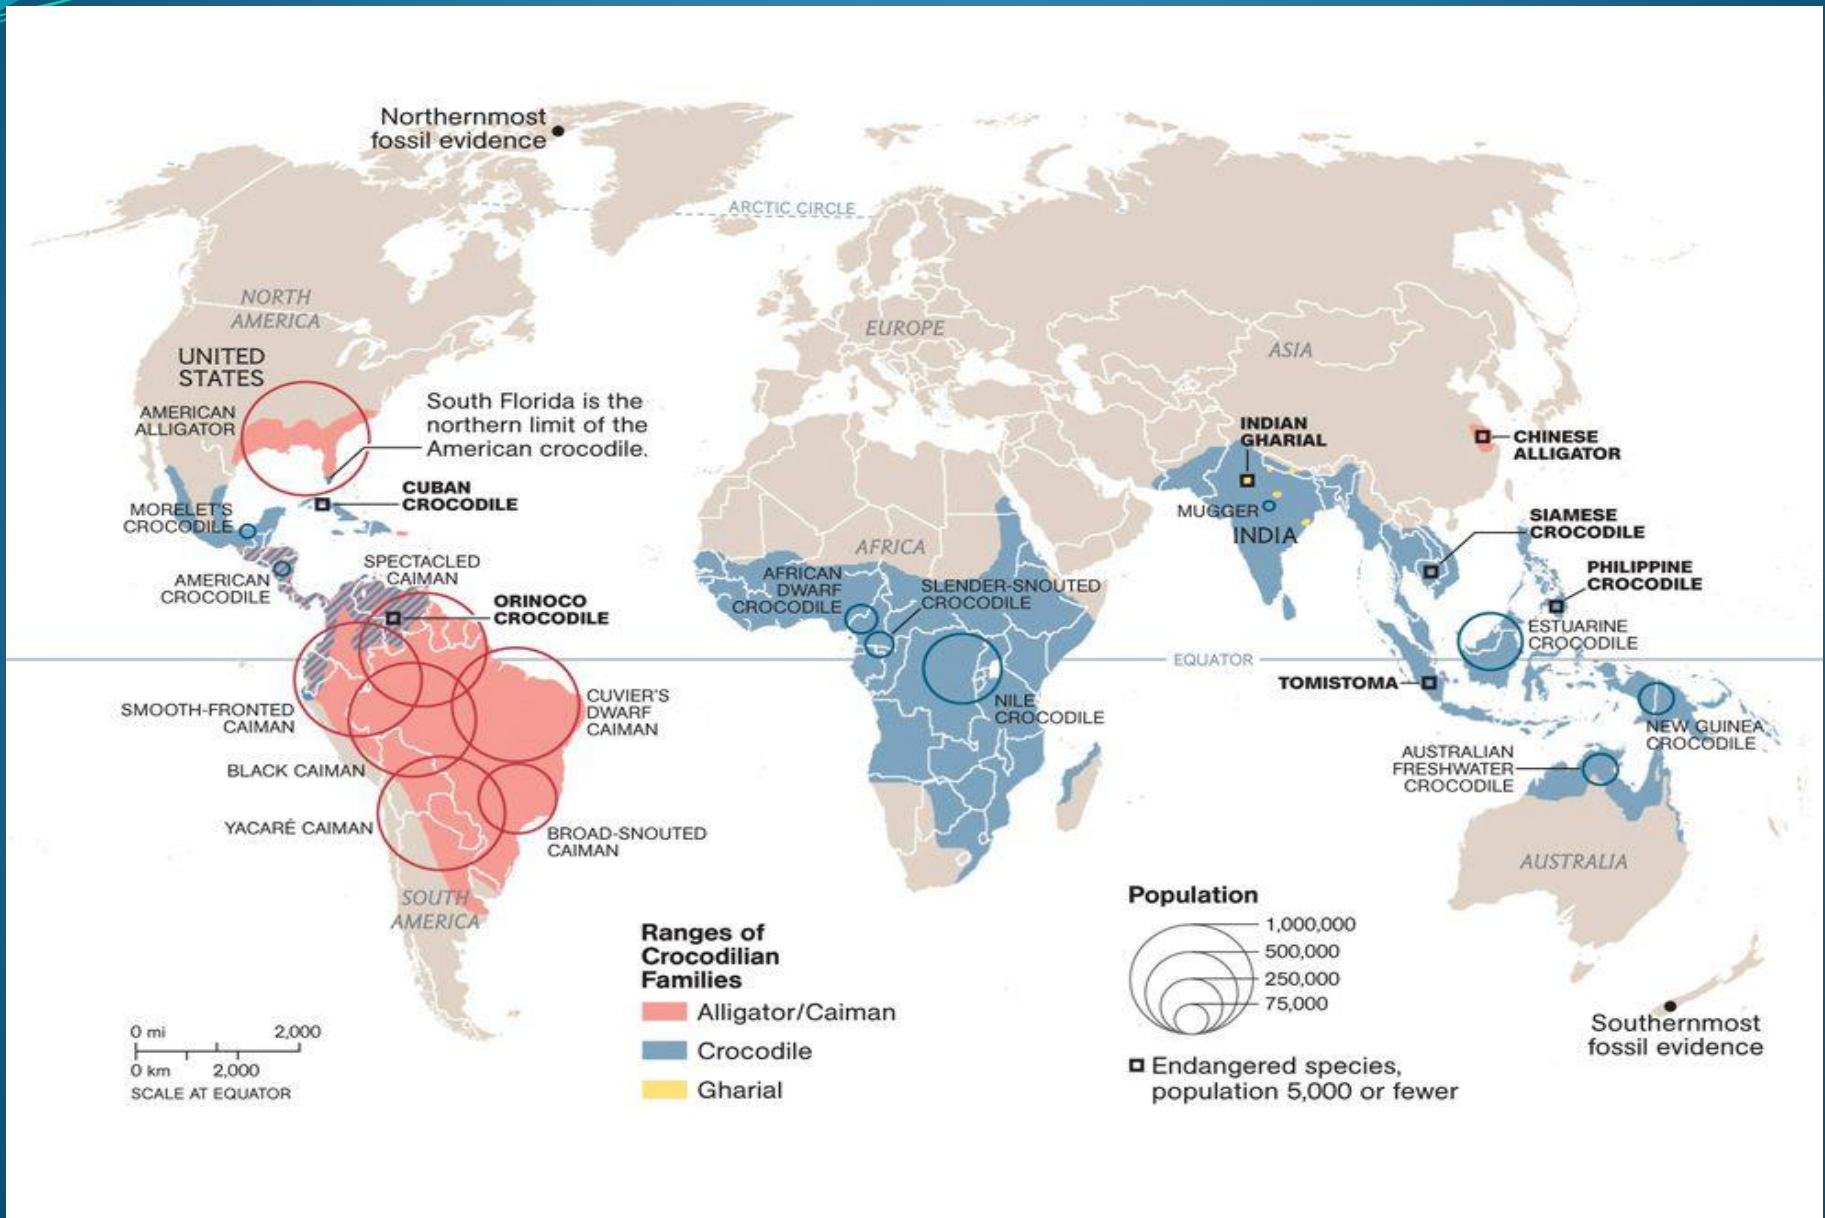 Northernmost
fossil evidence
ARCTIC CIRCLE
NORTH
AMERICA
EUROPE
ASIA
UNITED
STATES
AMERICAN
ALLIGATOR
South Florida is the
northern limit of the
American crocodile.
INDIAN
GHARIAL
CHINESE
ALLIGATOR
CUBAN
CROCODILE
MORELET'S
CROCODILE
MUGGER
INDIA
SIAMESE
CROCODILE
AFRICA
SPECTACLED
CAIMAN
AMERICAN
CROCODILE
AFRICAN
DWARF
CROCODILE
SLENDER-SNOUTED
CROCODILE
PHILIPPINE
CROCODILE
ORINOCO
CROCODILE
ESTUARINE
CROCODILE
EQUATOR
TOMISTOMA
SMOOTH-FRONTED
CAIMAN
CUVIER'S
DWARF
CAIMAN
NILE
CROCODILE
NEW GUINEA
CROCODILE
BLACK CAIMAN
AUSTRALIAN
FRESHWATER
CROCODILE
YACARÉ CAIMAN
BROAD-SNOUTED
CAIMAN
AUSTRALIA
SOUTH
AMERICA
Ranges of
Crocodilian
Families
Alligator/Caiman
Crocodile
Gharial
Population
1,000,000
500,000
250,000
75,000
Endangered species,
population 5,000 or fewer
Southernmost
fossil evidence
0 mi 2,000
0 km 2,000
SCALE AT EQUATOR